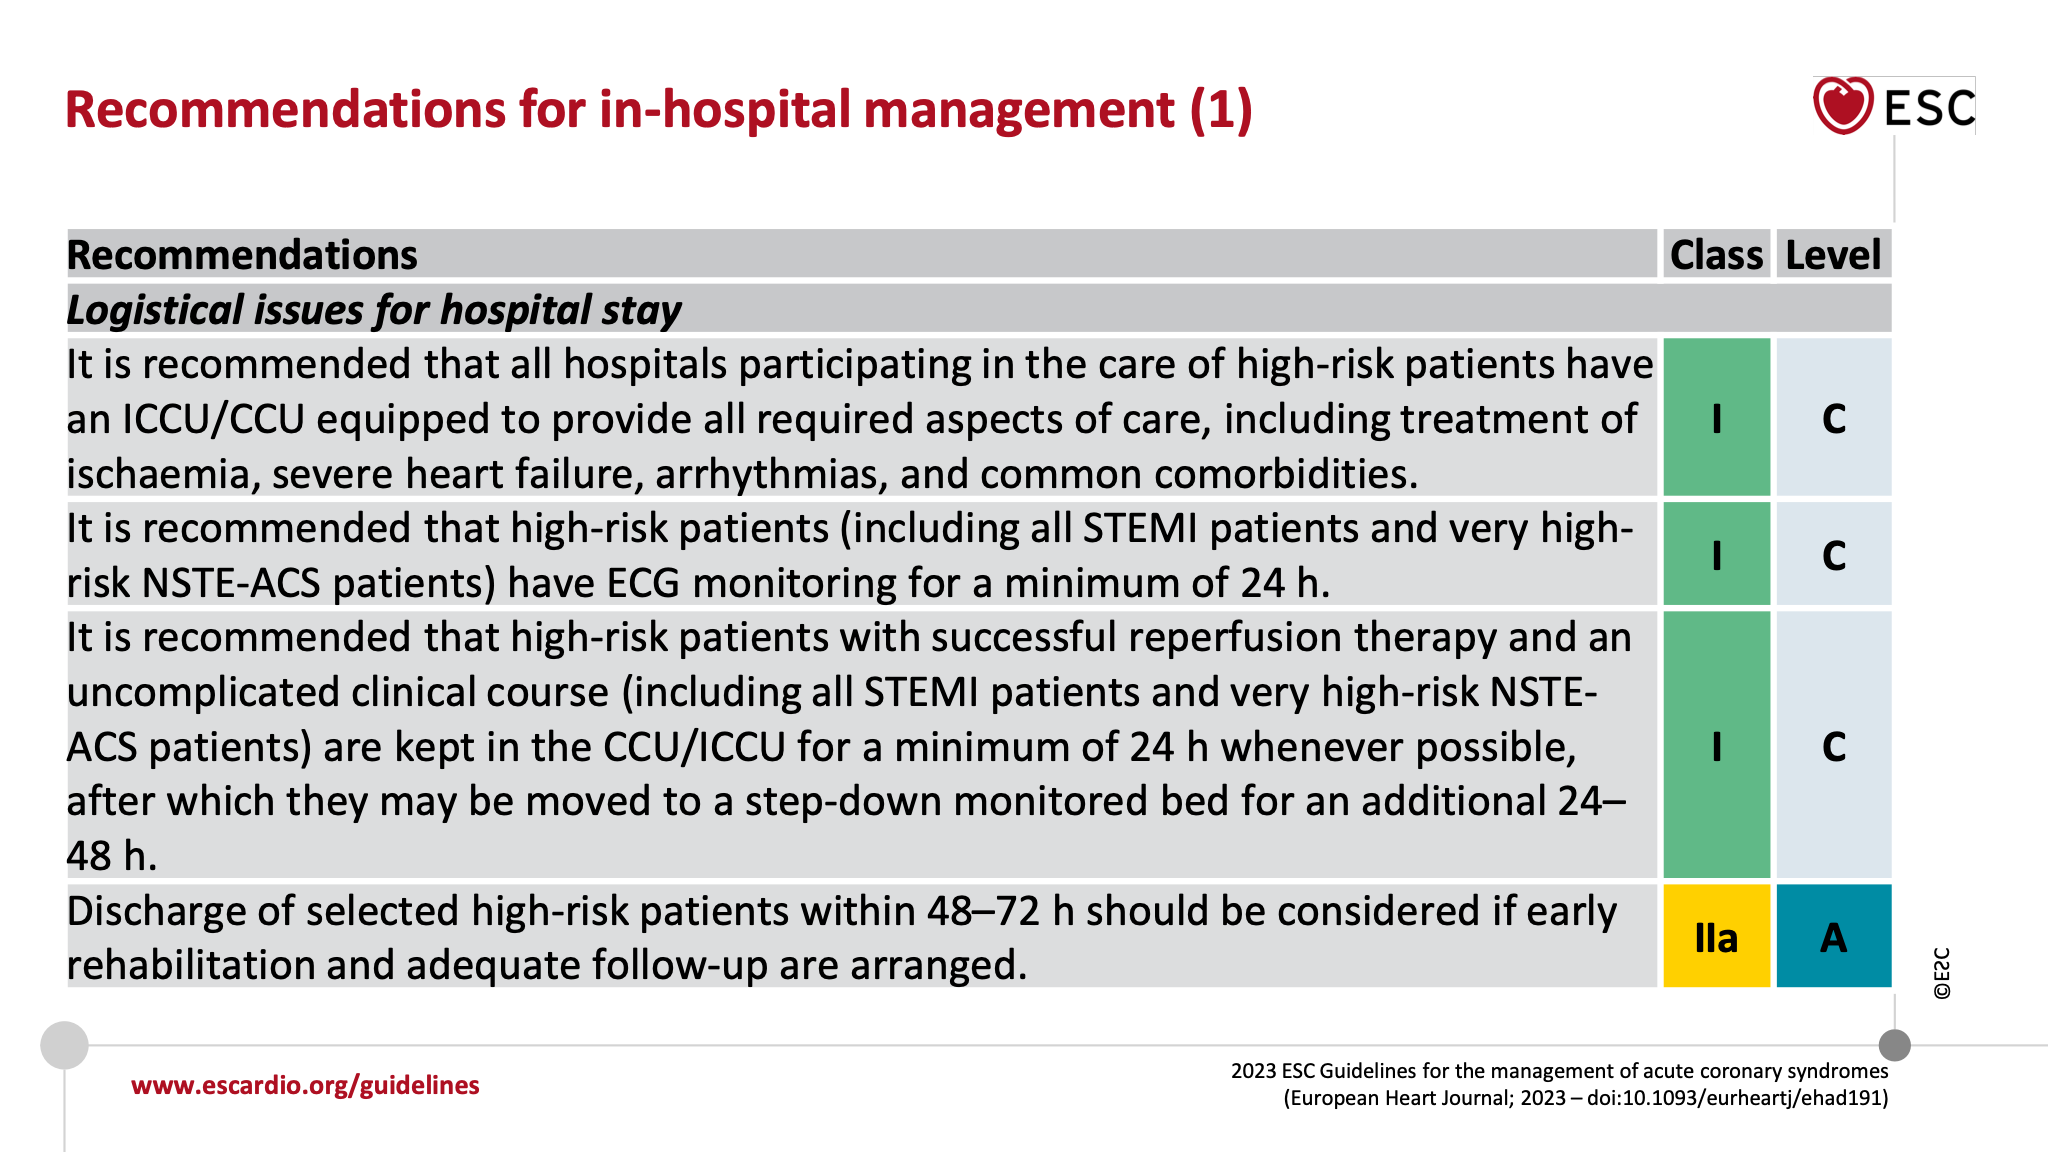 Recommendations for in-hospital management (1)
ESC
Recommendations Class Level
Logistical issues for hospital stay
It is recommended that all hospitals participating in the care of high-risk patients have
an ICCU/CCU equipped to provide all required aspects of care, including treatment of
ischaemia, severe heart failure, arrhythmias, and common comorbidities.
I C
It is recommended that high-risk patients (including all STEMI patients and very high-
risk NSTE-ACS patients) have ECG monitoring for a minimum of 24 h.
I C
It is recommended that high-risk patients with successful reperfusion therapy and an
uncomplicated clinical course (including all STEMI patients and very high-risk NSTE-
ACS patients) are kept in the CCU/ICCU for a minimum of 24 h whenever possible,
after which they may be moved to a step-down monitored bed for an additional 24–
48 h.
I C
Discharge of selected high-risk patients within 48–72 h should be considered if early
rehabilitation and adequate follow-up are arranged.
IIa A
©ESC
www.escardio.org/guidelines
2023 ESC Guidelines for the management of acute coronary syndromes
(European Heart Journal; 2023 – doi:10.1093/eurheartj/ehad191)